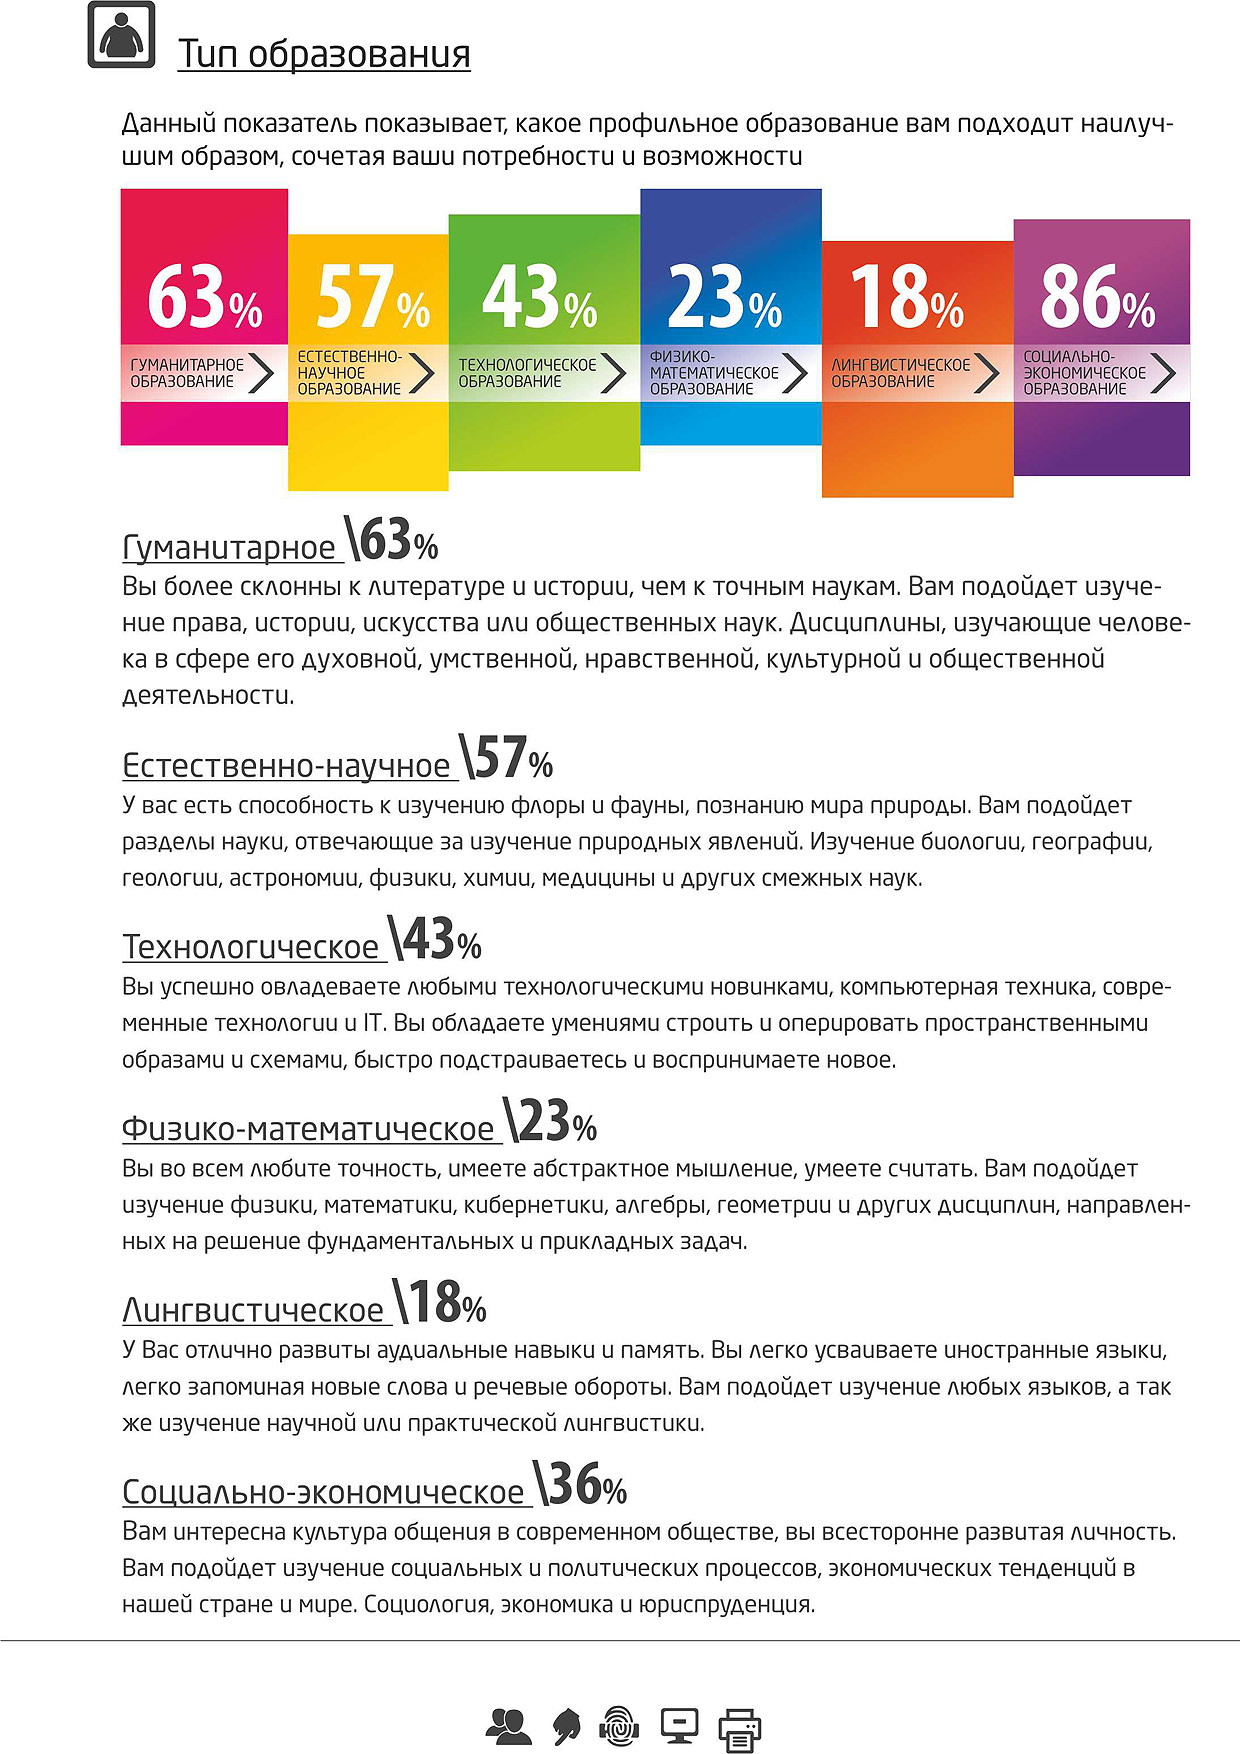 Тип образования
Данный показатель показывает, какое профильное образование вам подходит наилуч-
шим образом, сочетая ваши потребности и возможности
63% 57% 43% 23% 18% 86%
ГУМАНИТАРНОЕ
ОБРАЗОВАНИЕ
ЕСТЕСТВЕННО-
НАУЧНОЕ
ОБРАЗОВАНИЕ
ТЕХНОЛОГИЧЕСКОЕ
ОБРАЗОВАНИЕ
ФИЗИКО-
МАТЕМАТИЧЕСКОЕ
ОБРАЗОВАНИЕ
ЛИНГВИСТИЧЕСКОЕ
ОБРАЗОВАНИЕ
СОЦИАЛЬНО-
ЭКОНОМИЧЕСКОЕ
ОБРАЗОВАНИЕ
Гуманитарное \63%
Вы более склонны к литературе и истории, чем к точным наукам. Вам подойдет изуче-
ние права, истории, искусства или общественных наук. Дисциплины, изучающие челове-
ка в сфере его духовной, умственной, нравственной, культурной и общественной
деятельности.
Естественно-научное \57%
У вас есть способность к изучению флоры и фауны, познанию мира природы. Вам подойдет
разделы науки, отвечающие за изучение природных явлений. Изучение биологии, географии,
геологии, астрономии, физики, химии, медицины и других смежных наук.
Технологическое \43%
Вы успешно овладеваете любыми технологическими новинками, компьютерная техника, совре-
менные технологии и IT. Вы обладаете умениями строить и оперировать пространственными
образами и схемами, быстро подстраиваетесь и воспринимаете новое.
Физико-математическое \23%
Вы во всем любите точность, имеете абстрактное мышление, умеете считать. Вам подойдет
изучение физики, математики, кибернетики, алгебры, геометрии и других дисциплин, направлен-
ных на решение фундаментальных и прикладных задач.
Лингвистическое \18%
У Вас отлично развиты аудиальные навыки и память. Вы легко усваиваете иностранные языки,
легко запоминая новые слова и речевые обороты. Вам подойдет изучение любых языков, а так
же изучение научной или практической лингвистики.
Социально-экономическое \36%
Вам интересна культура общения в современном обществе, вы всесторонне развитая личность.
Вам подойдет изучение социальных и политических процессов, экономических тенденций в
нашей стране и мире. Социология, экономика и юриспруденция.